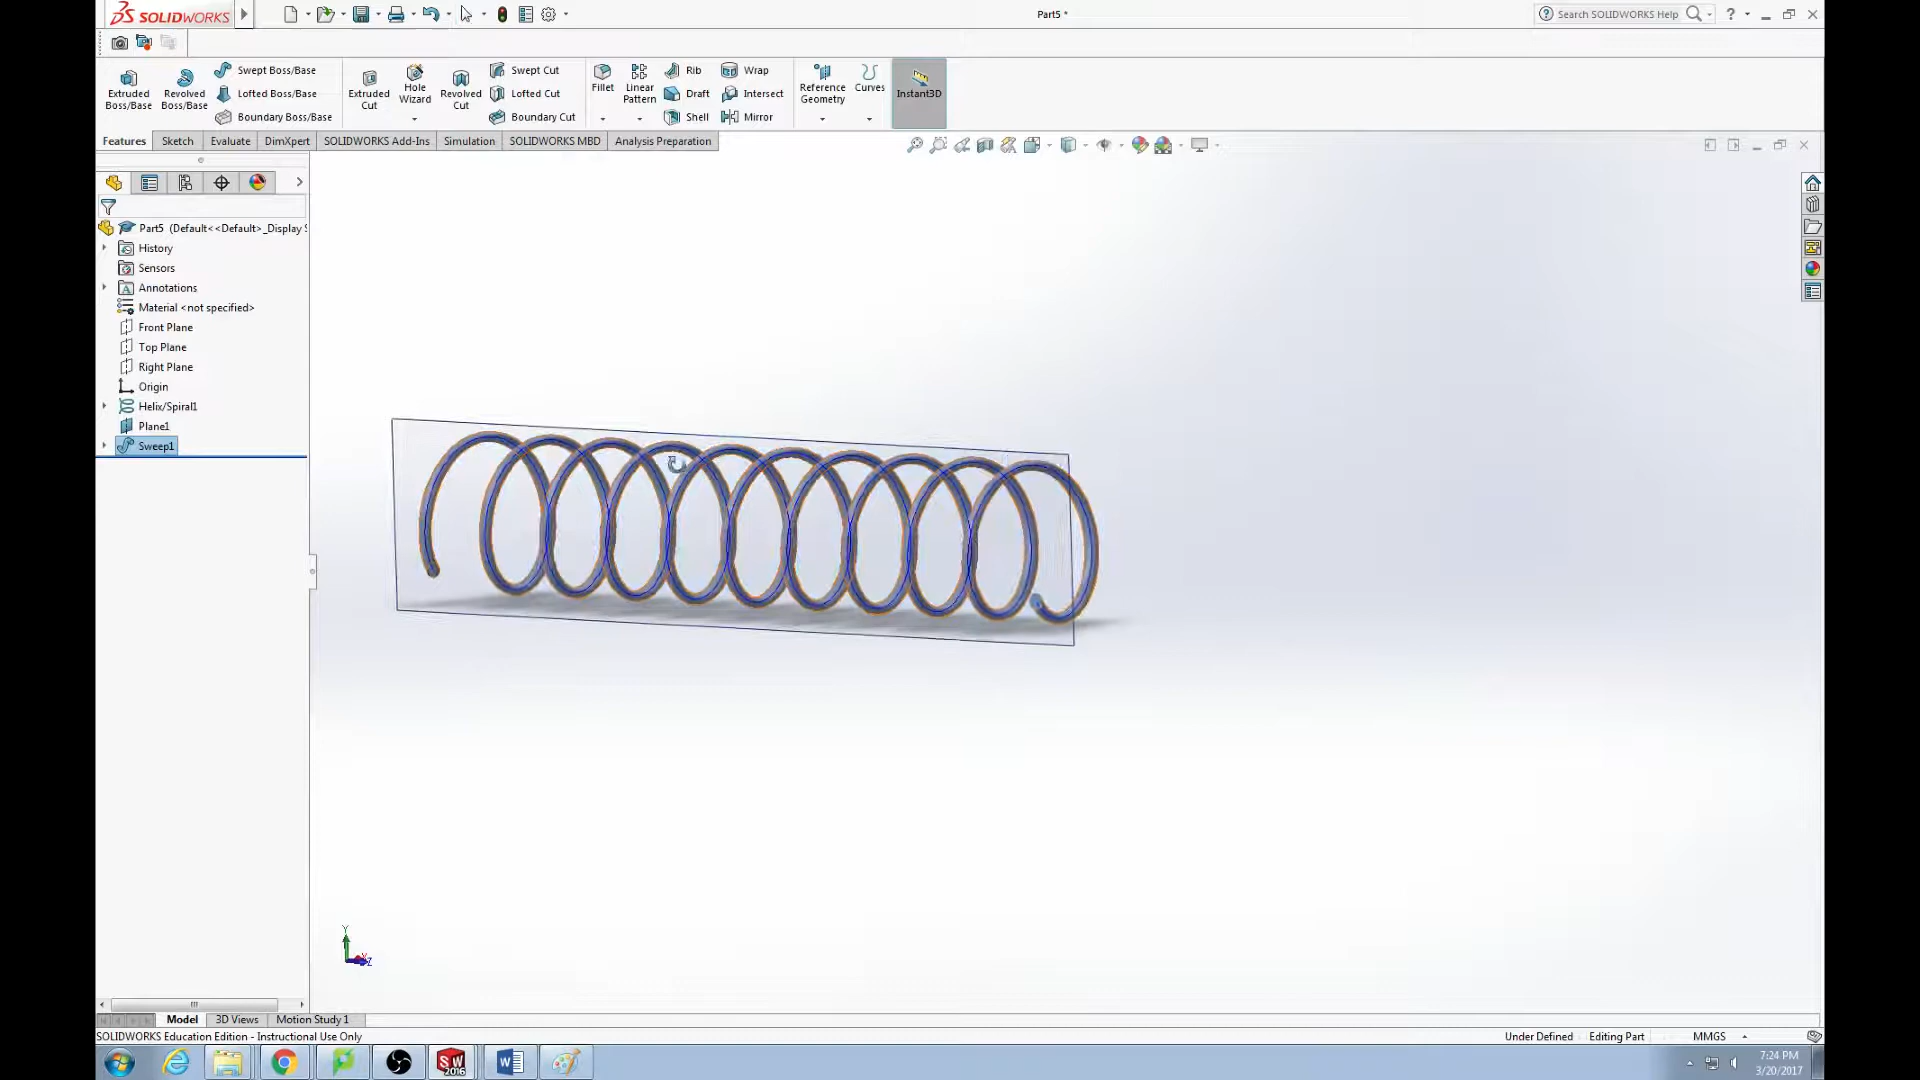 SOLIDWORKS
Part5 *
Search SOLIDWORKS Help
?
Extruded Boss/Base
Revolved Boss/Base
Swept Boss/Base
Lofted Boss/Base
Boundary Boss/Base
Extruded Cut
Hole Wizard
Revolved Cut
Swept Cut
Lofted Cut
Boundary Cut
Fillet
Linear Pattern
Rib
Draft
Shell
Wrap
Intersect
Mirror
Reference Geometry
Curves
Instant3D
Features Sketch Evaluate DimXpert SOLIDWORKS Add-Ins Simulation SOLIDWORKS MBD Analysis Preparation
Part5 (Default<<Default>_Display S
History
Sensors
Annotations
Material <not specified>
Front Plane
Top Plane
Right Plane
Origin
Helix/Spiral1
Plane1
Sweep1
Y
Z
Model 3D Views Motion Study 1
SOLIDWORKS Education Edition - Instructional Use Only
Under Defined Editing Part MMGS
SW 2016
7:24 PM
3/20/2017